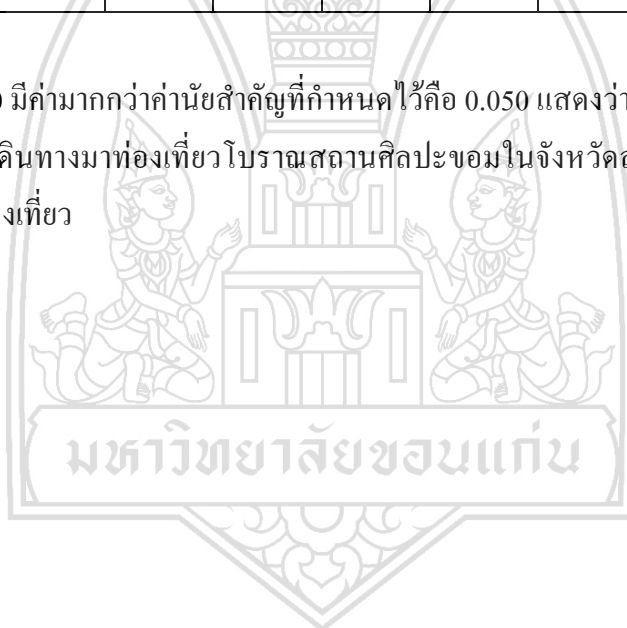 มีค่ามากกว่าค่านัยสำคัญที่กำหนดไว้คือ 0.050 แสดงว่า
เดินทางมาท่องเที่ยวโบราณสถานศิลปะขอมในจังหวัด
งเที่ยว
มหาวิทยาลัยขอนแก่น